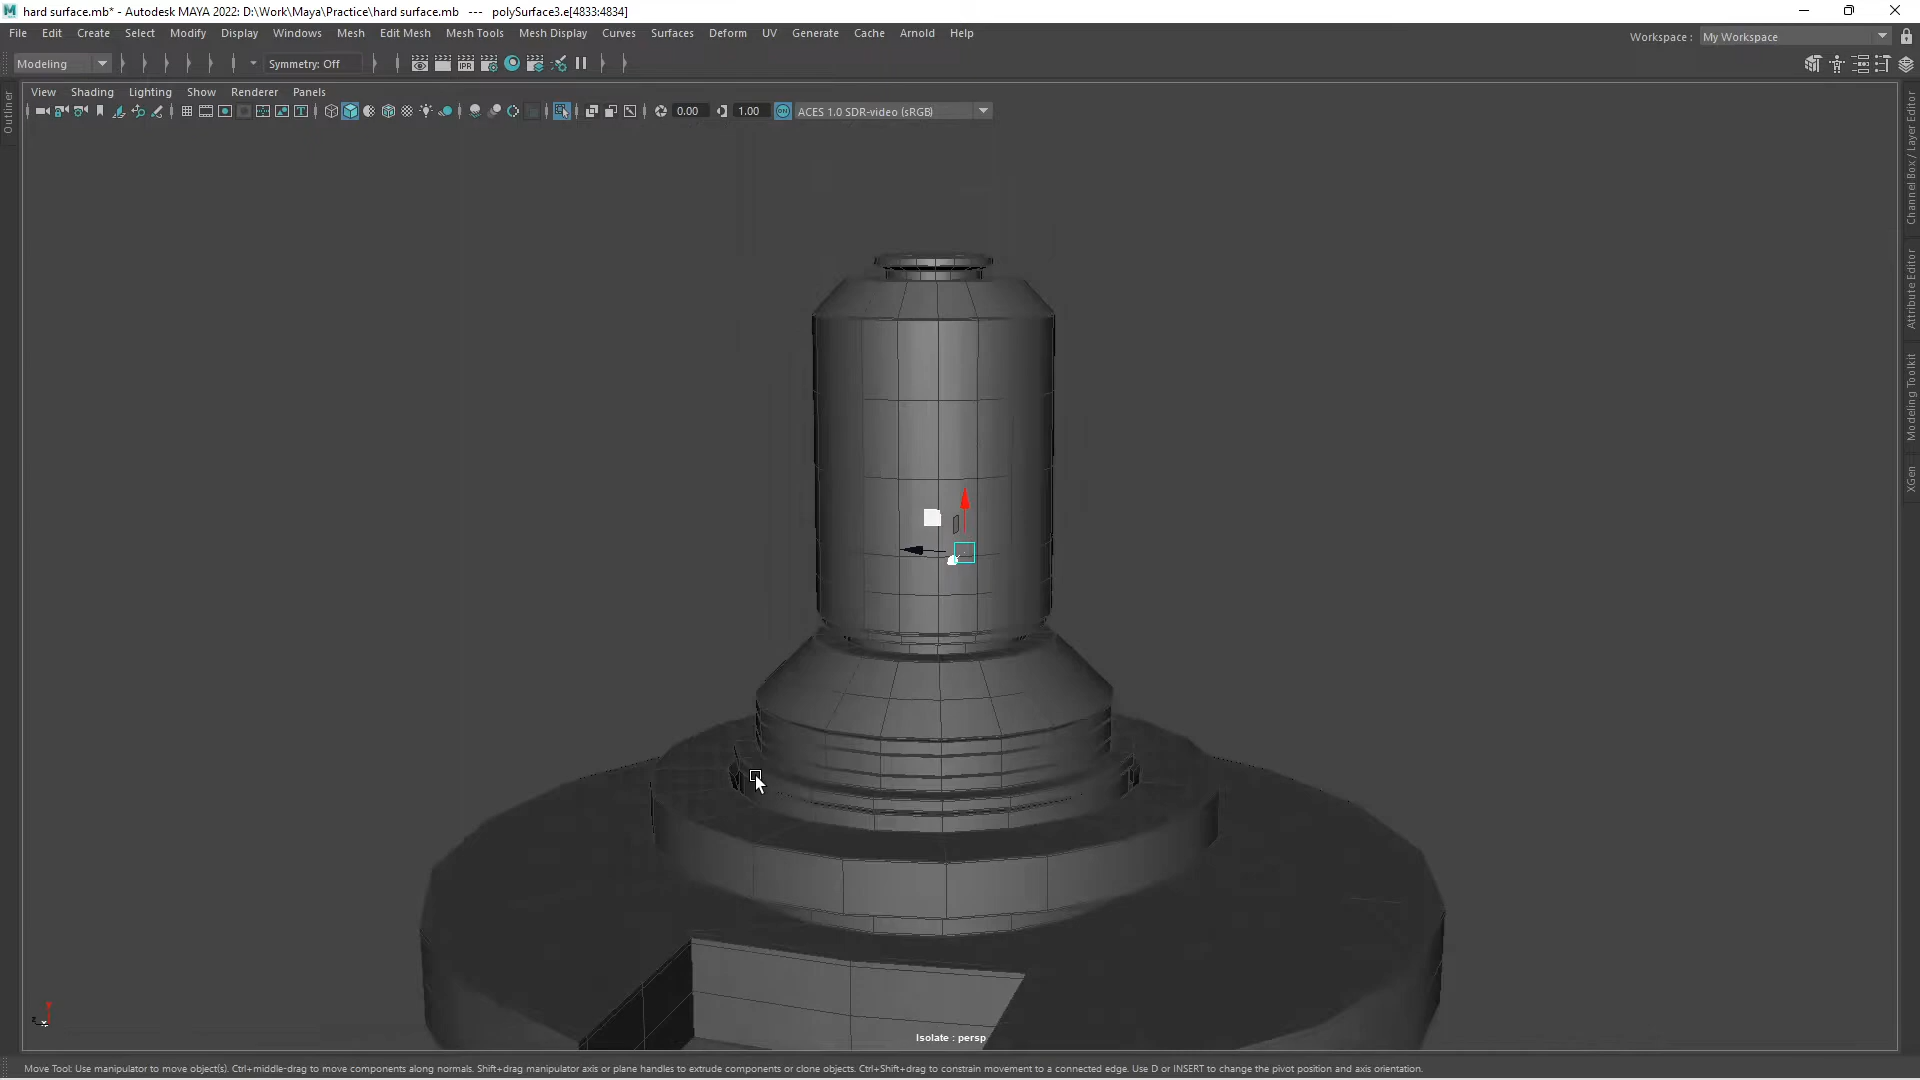 hard surface.mb* - Autodesk MAYA 2022: D:\Work\Maya\Practice\hard surface.mb --- polySurface3.e[4833:4834]
File Edit Create Select Modify Display Windows Mesh Edit Mesh Mesh Tools Mesh Display Curves Surfaces Deform UV Generate Cache Arnold Help
Workspace : My Workspace
Modeling Symmetry: Off
IPR
View Shading Lighting Show Renderer Panels
0.00 1.00 ON ACES 1.0 SDR-video (sRGB)
Outliner
Channel Box / Layer Editor
Attribute Editor
Modeling Toolkit
XGen
Isolate : persp
Move Tool: Use manipulator to move object(s). Ctrl+middle-drag to move components along normals. Shift+drag manipulator axis or plane handles to extrude components or clone objects. Ctrl+Shift+drag to constrain movement to a connected edge. Use D or INSERT to change the pivot position and axis orientation.